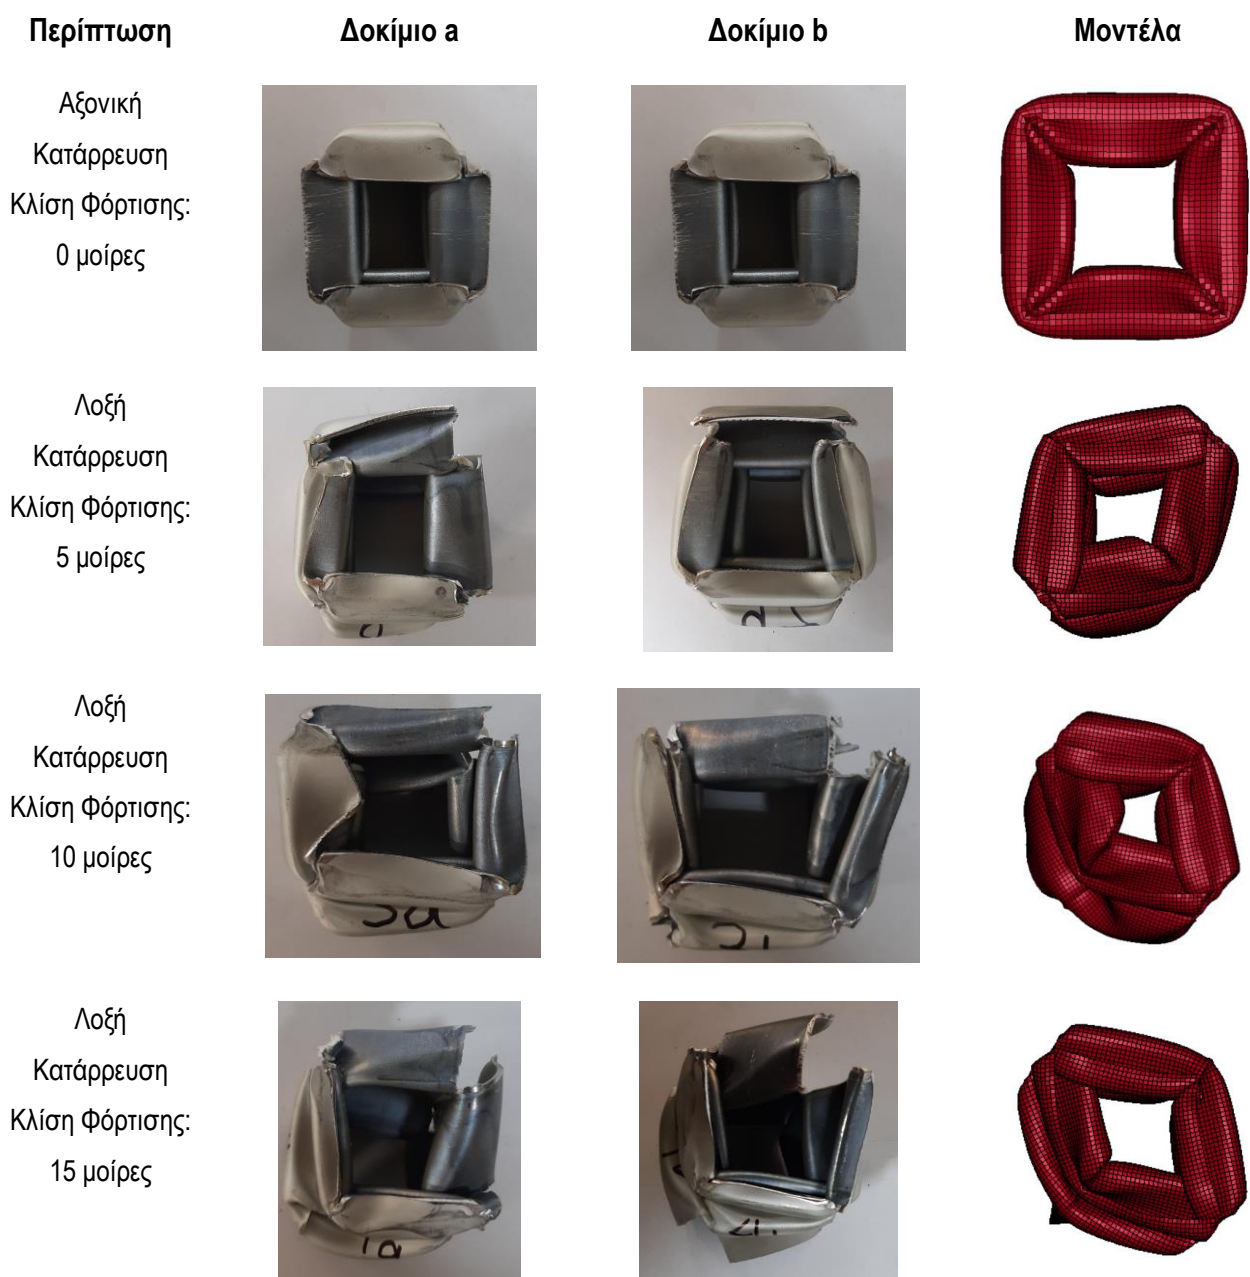 Περίπτωση Δοκίμιο a Δοκίμιο b Μοντέλα
Αξονική
Κατάρρευση
Κλίση Φόρτισης:
0 μοίρες
Λοξή
Κατάρρευση
Κλίση Φόρτισης:
5 μοίρες
Λοξή
Κατάρρευση
Κλίση Φόρτισης:
10 μοίρες
Λοξή
Κατάρρευση
Κλίση Φόρτισης:
15 μοίρες